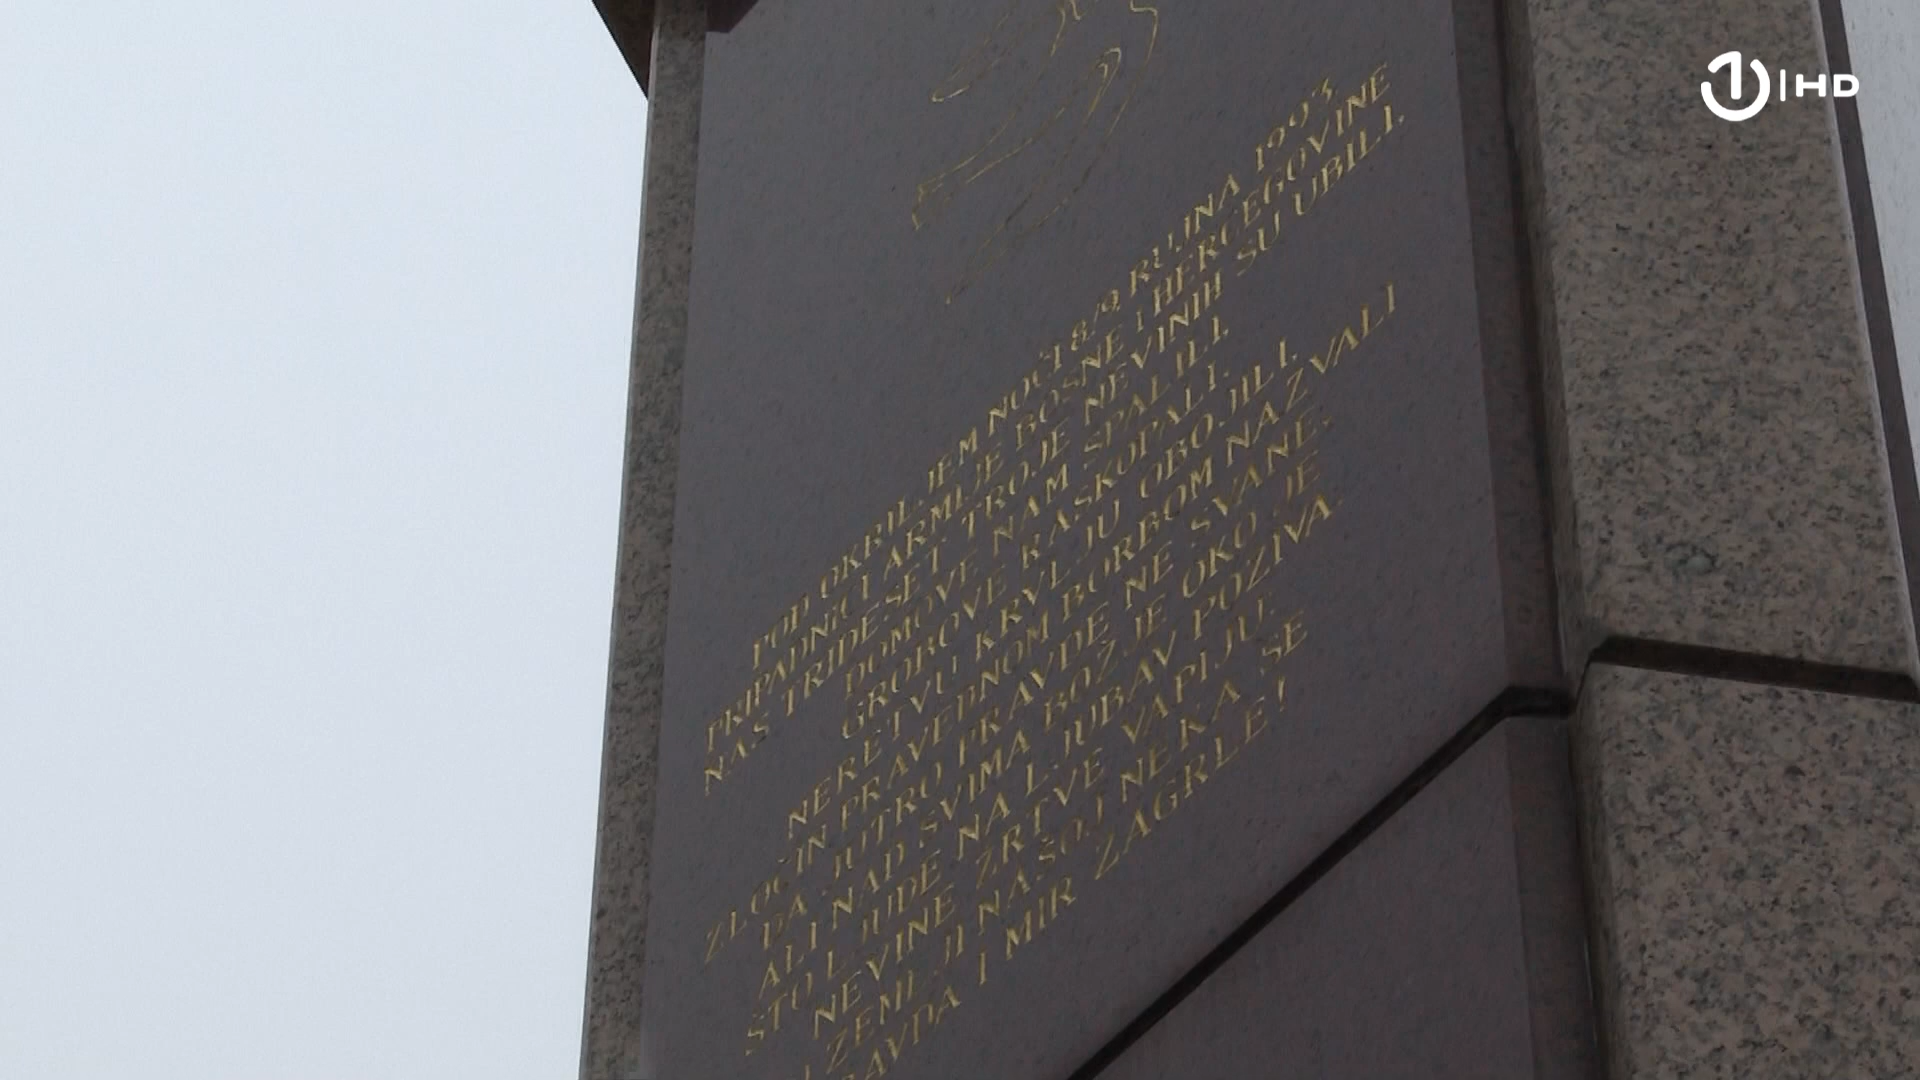 1 HD
POD OKRILJEM NOĆI 8./9. RUJNA 1993.
PRIPADNICI ARMIJE BOSNE I HERCEGOVINE
NAS TRIDESET TROJE NEVINIH SU UBILI.
DOMOVE NAM SPALILI.
GROBOVE RASKOPALI.
NERETVU KRVLJU OBOJILI.
ZLOČIN PRAVEDNOM BORBOM NAZVALI
DA JUTRO PRAVDE NE SVANE.
ALI NAD SVIMA BOŽJE JE OKO JE
ŠTO LJUDE NA LJUBAV POZIVA.
NEVINE ŽRTVE VAPIJU:
I ZEMLJI NAŠOJ NEKA SE
PRAVDA I MIR ZAGRLE!